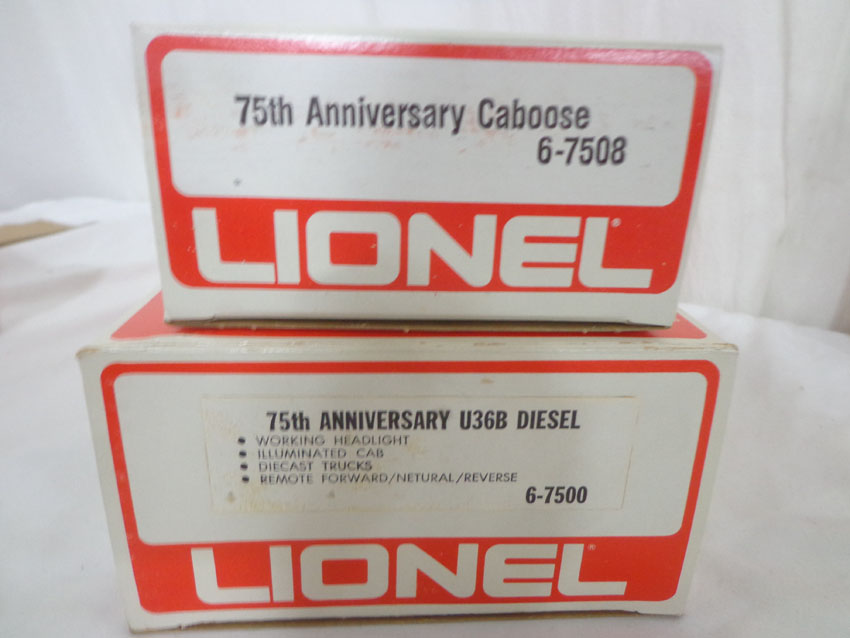 75th Anniversary Caboose
6-7508
LIONEL®
75th ANNIVERSARY U36B DIESEL
• WORKING HEADLIGHT
• ILLUMINATED CAB
• DIECAST TRUCKS
• REMOTE FORWARD/NETURAL/REVERSE
6-7500
LIONEL®